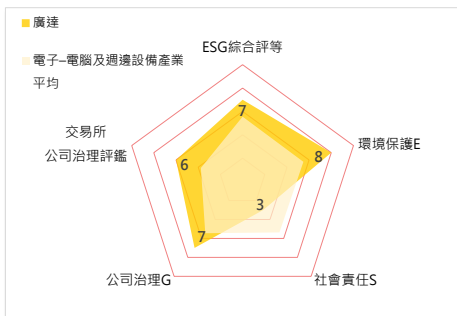 廣達
電子–電腦及週邊設備產業
平均
ESG綜合評等
7
環境保護E
8
交易所
公司治理評鑑
6
3
7
公司治理G
社會責任S